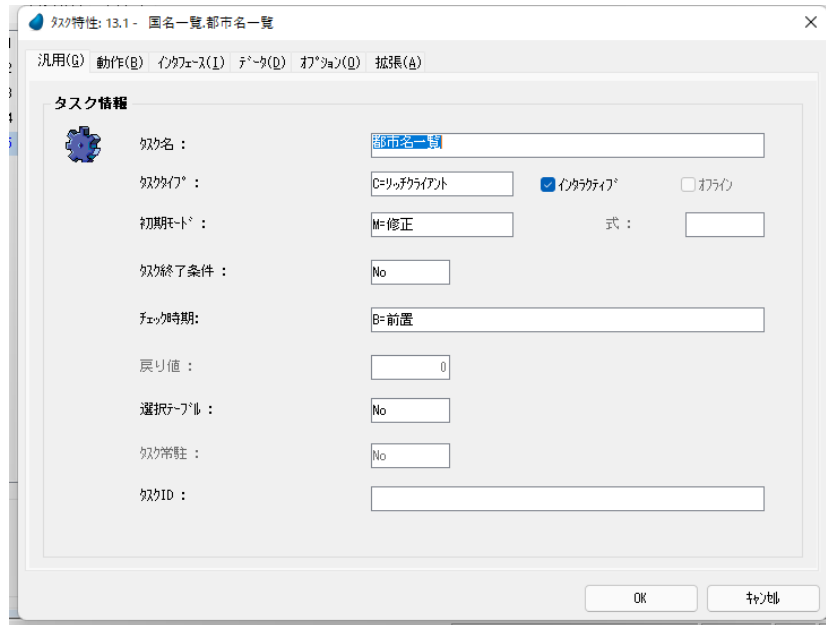 タスク特性: 13.1 - 国名一覧.都市名一覧
汎用(G) 動作(B) インタフェース(I) データ(D) オプション(O) 拡張(A)
タスク情報
タスク名 : 都市名一覧
タスクタイプ : C=リッチクライアント インタラクティブ オフライン
初期モード : M=修正 式 :
タスク終了条件 : No
チェック時期: B=前置
戻り値 : 0
選択テーブル : No
タスク常駐 : No
タスクID :
OK キャンセル